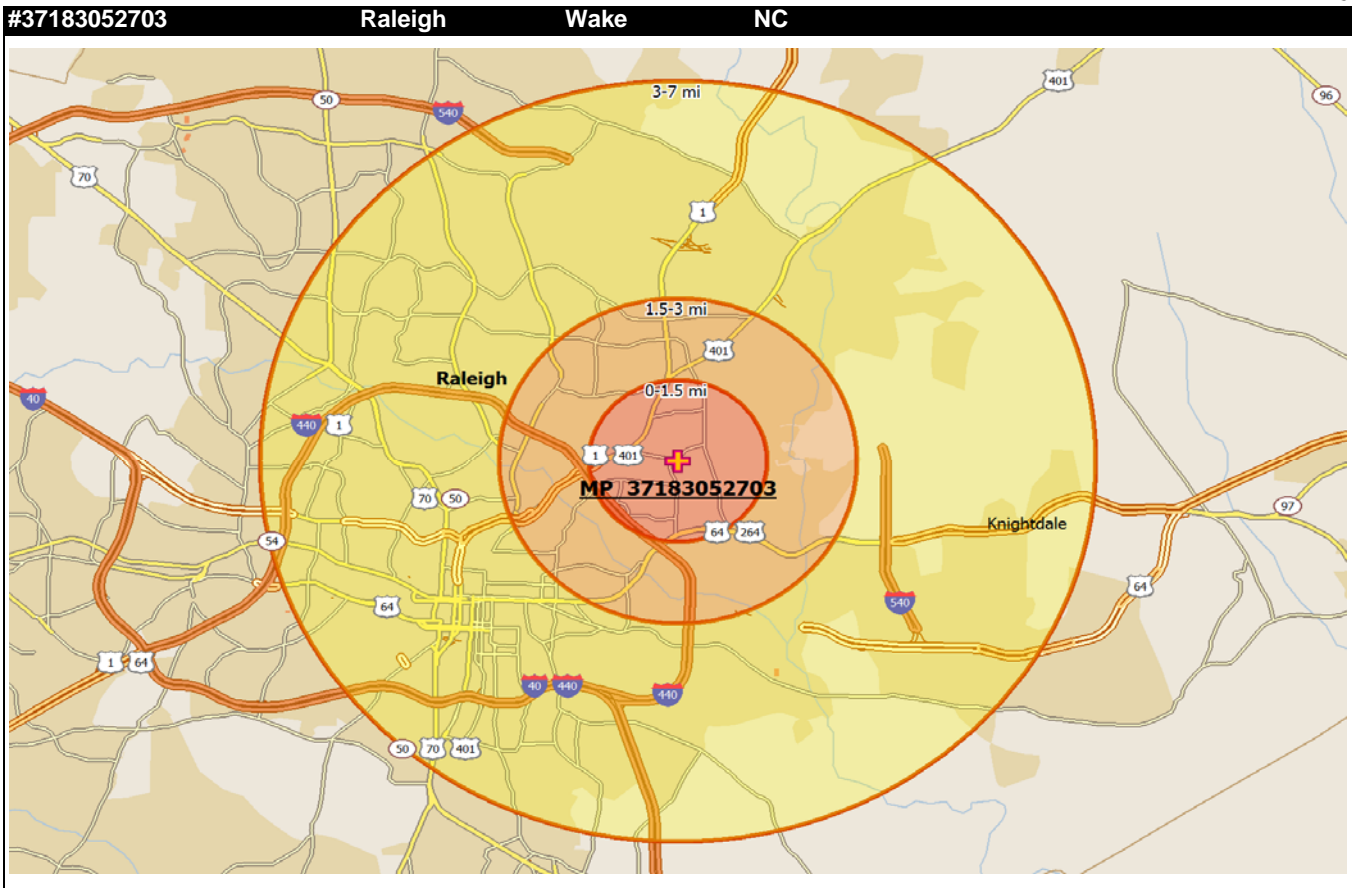 #37183052703 Raleigh Wake NC
3-7 mi
401
96
50
540
70
1
1.5-3 mi
401
Raleigh
0-1.5 mi
40
440 1
1 401
MP 37183052703
70 50
64 264
Knightdale
97
54
64
540
64
1 64
40 440
440
50 70 401